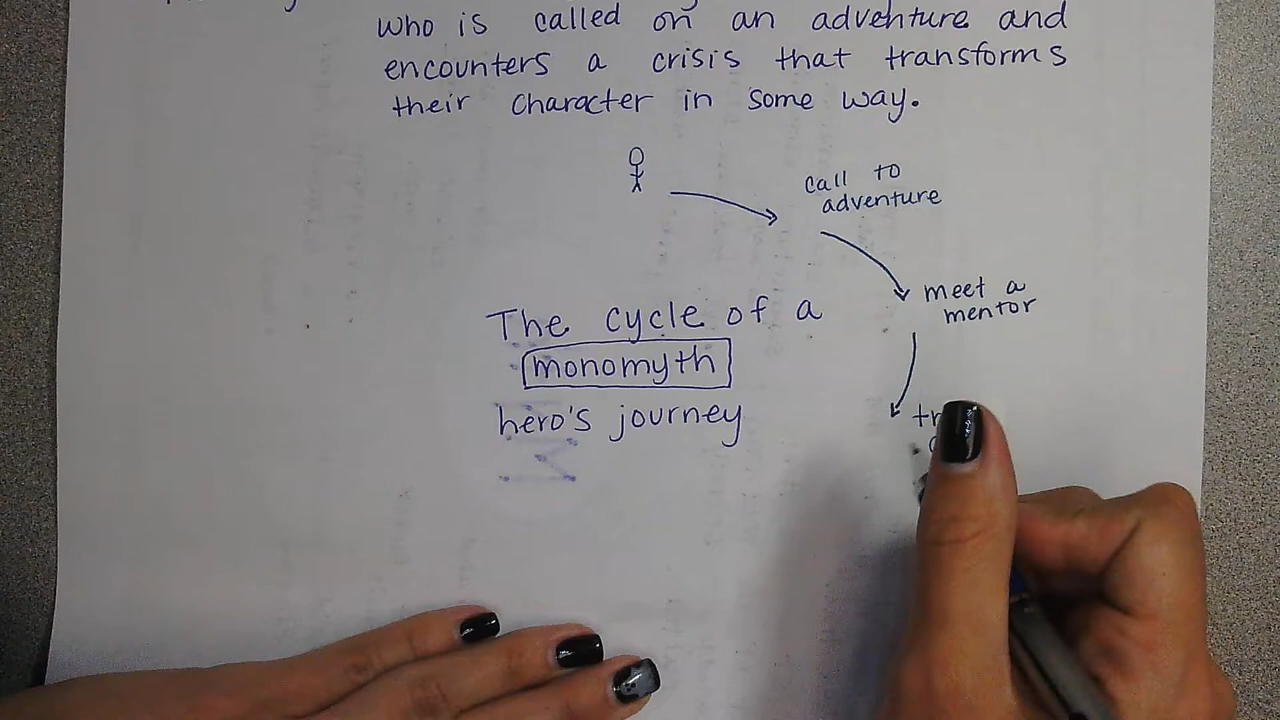 who is called on an adventure and
encounters a crisis that transforms
their character in some way.
call to
adventure
meet a
mentor
The cycle of a
monomyth
hero's journey